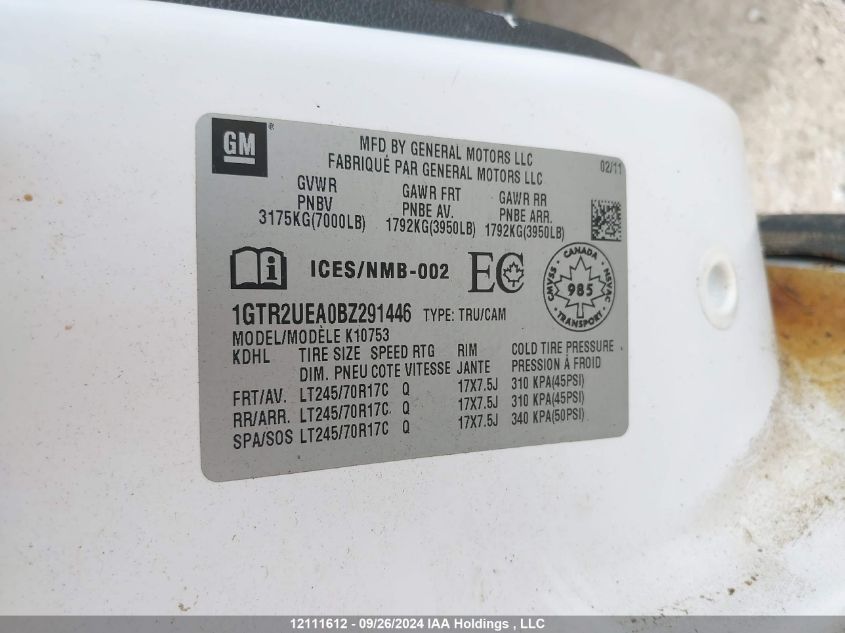 GM ®
MFD BY GENERAL MOTORS LLC
FABRIQUÉ PAR GENERAL MOTORS LLC
02/11
GVWR GAWR FRT GAWR RR
PNBV PNBE AV. PNBE ARR.
3175KG(7000LB) 1792KG(3950LB) 1792KG(3950LB)
i ICES/NMB-002 EC
CANADA
CMVSS 985 NSVAC
TRANSPORT
1GTR2UEA0BZ291446 TYPE: TRU/CAM
MODEL/MODÈLE K10753
KDHL TIRE SIZE SPEED RTG RIM COLD TIRE PRESSURE
DIM. PNEU COTE VITESSE JANTE PRESSION À FROID
FRT/AV. LT245/70R17C Q 17X7.5J 310 KPA(45PSI)
RR/ARR. LT245/70R17C Q 17X7.5J 310 KPA(45PSI)
SPA/SOS LT245/70R17C Q 17X7.5J 340 KPA(50PSI)
12111612 - 09/26/2024 IAA Holdings , LLC